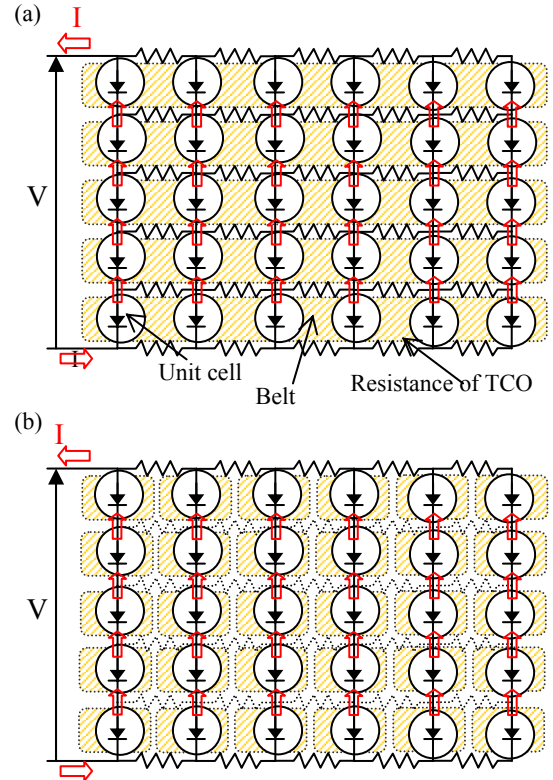 (a)
I
V
I
Unit cell
Belt
Resistance of TCO
(b)
I
V